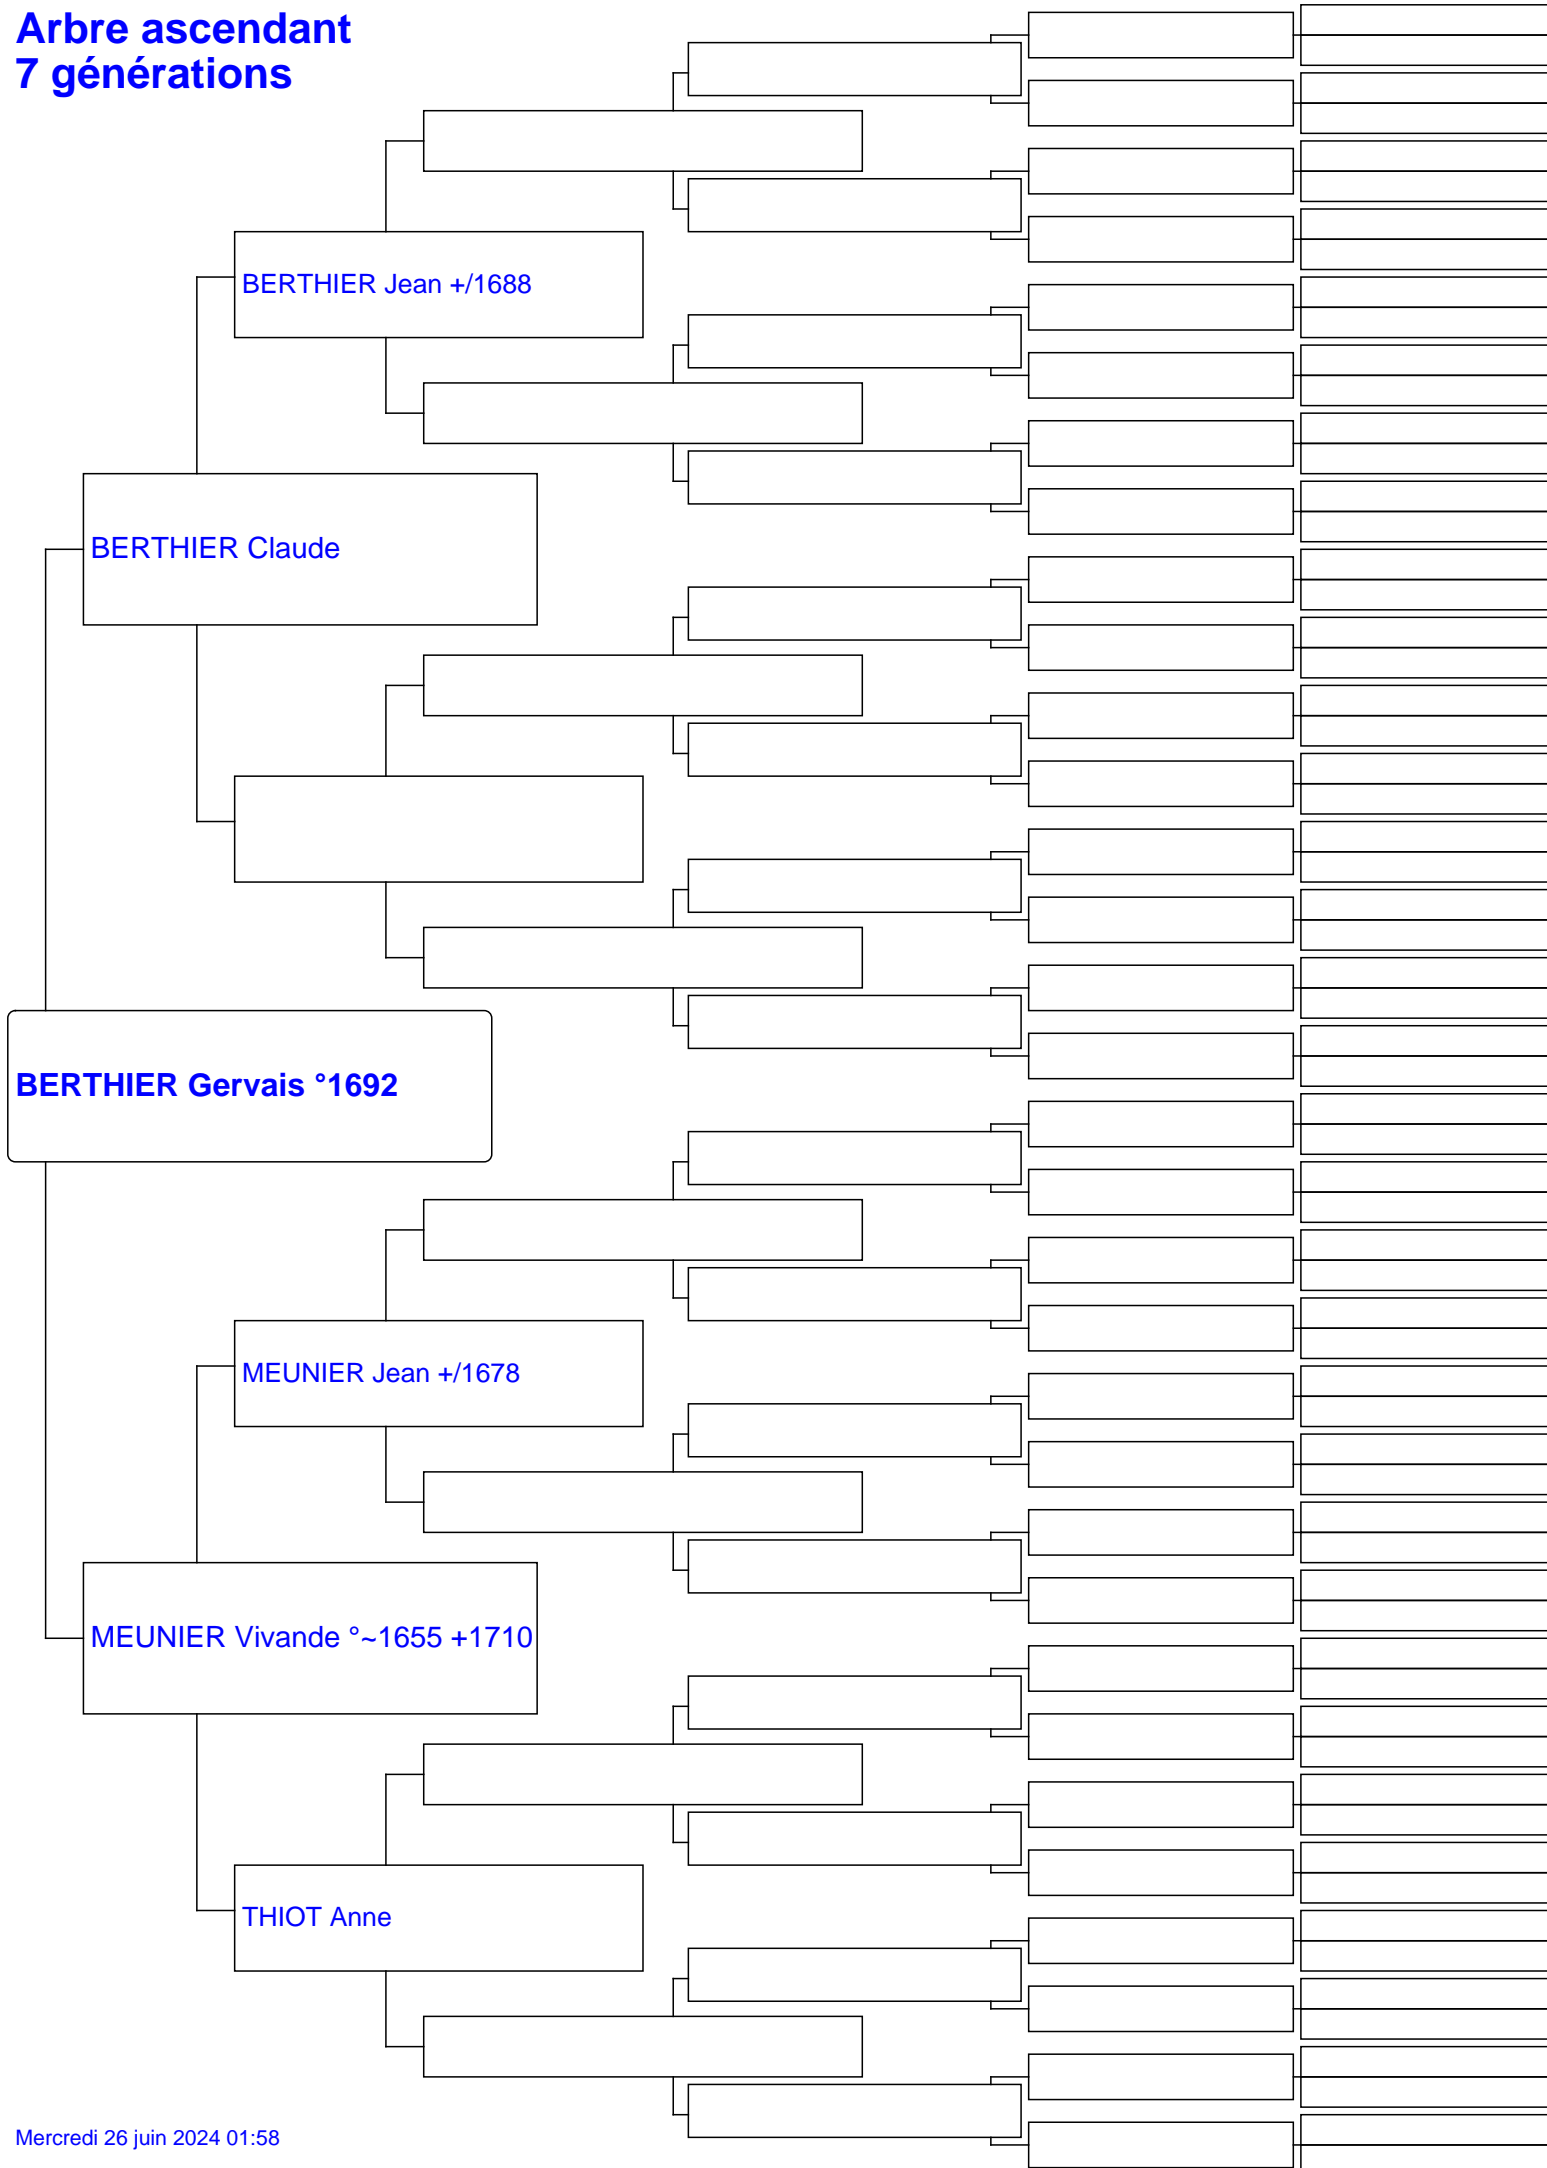 Arbre ascendant
7 générations
BERTHIER Jean +/1688
BERTHIER Claude
BERTHIER Gervais °1692
MEUNIER Jean +/1678
MEUNIER Vivande °~1655 +1710
THIOT Anne
Mercredi 26 juin 2024 01:58